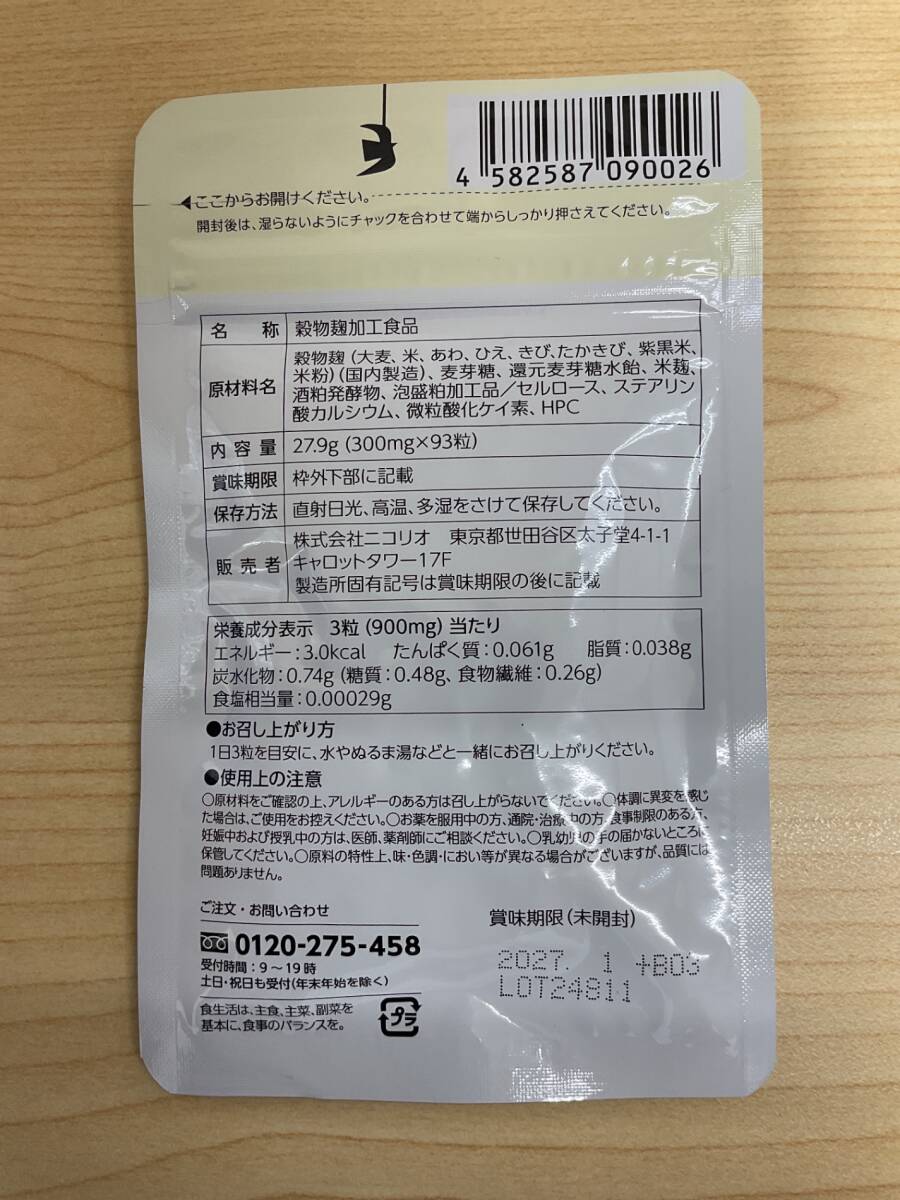 4 582587 090026
ここからお開けください。
開封後は、湿らないようにチャックを合わせて端からしっかり押さえてください。
名 称 穀物麹加工食品
原材料名 穀物麹(大麦、米、あわ、ひえ、きび、たかきび、紫黒米、
米粉)(国内製造)、麦芽糖、還元麦芽糖水飴、米麹、
酒粕発酵物、泡盛粕加工品/セルロース、ステアリン
酸カルシウム、微粒酸化ケイ素、HPC
内容量 27.9g (300mg×93粒)
賞味期限 枠外下部に記載
保存方法 直射日光、高温、多湿をさけて保存してください。
販売者 株式会社ニコリオ 東京都世田谷区太子堂4-1-1
キャロットタワー17F
製造所固有記号は賞味期限の後に記載
栄養成分表示 3粒(900mg)当たり
エネルギー:3.0kcal たんぱく質:0.061g 脂質:0.038g
炭水化物:0.74g(糖質:0.48g、食物繊維:0.26g)
食塩相当量:0.00029g
●お召し上がり方
1日3粒を目安に、水やぬるま湯などと一緒にお召し上がりください。
●使用上の注意
○原材料をご確認の上、アレルギーのある方は召し上がらないでください。○体調に異変を感じ
た場合は、ご使用をお控えください。○お薬を服用中の方、通院・治療中の方、食事制限のある方、
妊娠中および授乳中の方は、医師、薬剤師にご相談ください。○乳幼児の手の届かないところに
保管してください。○原料の特性上、味・色調・におい等が異なる場合がございますが、品質には
問題ありません。
ご注文・お問い合わせ
0120-275-458
受付時間:9~19時
土日・祝日も受付(年末年始を除く)
食生活は、主食、主菜、副菜を
基本に、食事のバランスを。
プラ
賞味期限(未開封)
2027. 1 +B03
LOT24811